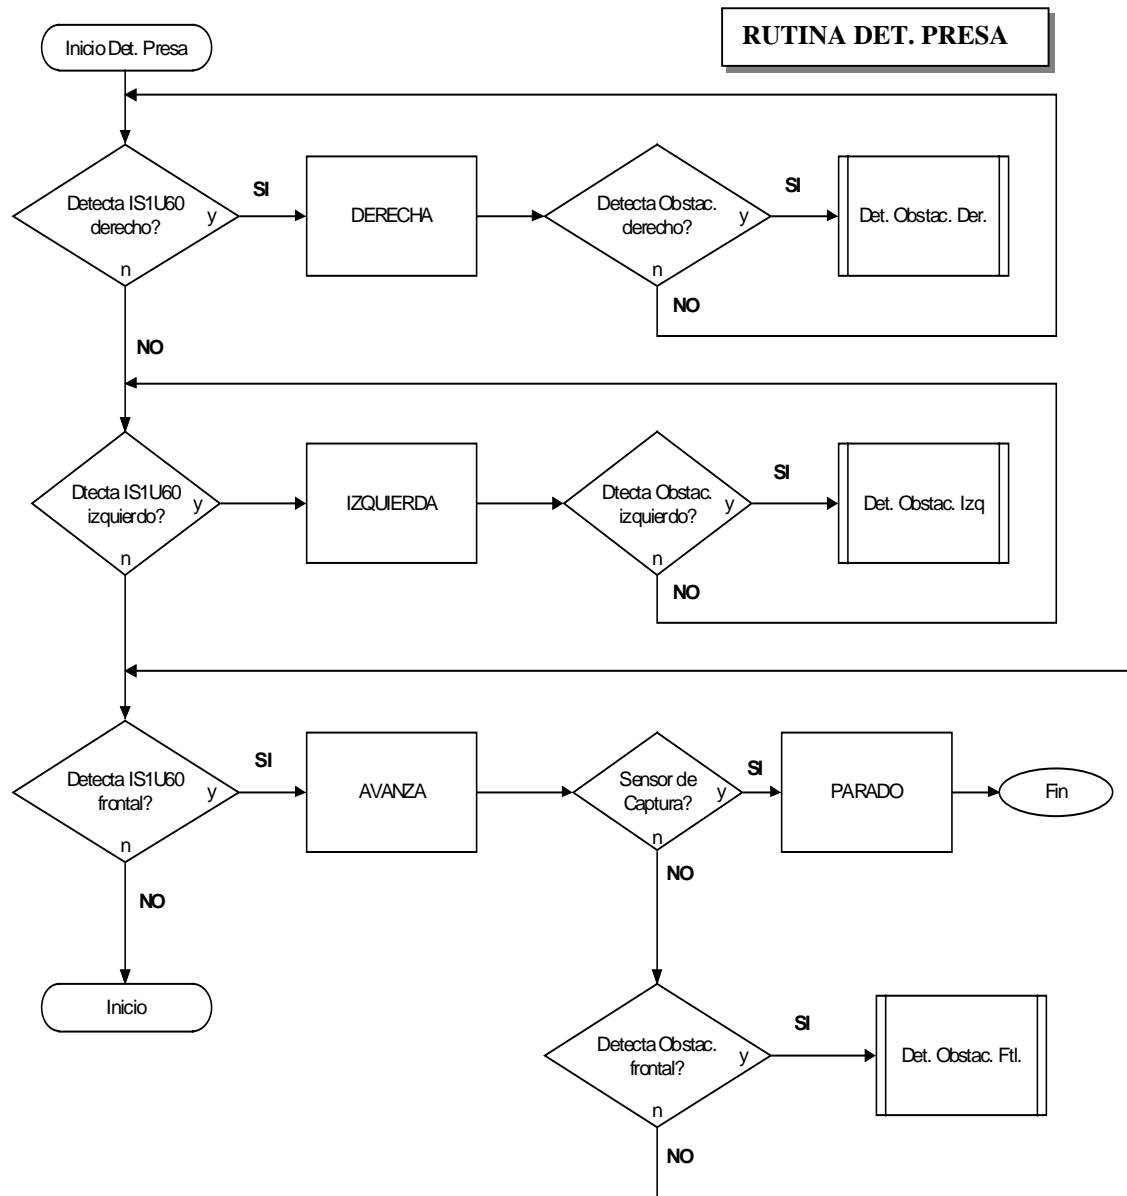 Inicio Det. Presa
RUTINA DET. PRESA
Detecta IS1U60
derecho?
y
n
SI
DERECHA
Detecta Obstac.
derecho?
y
n
SI
Det. Obstac. Der.
NO
NO
Dtecta IS1U60
izquierdo?
y
n
IZQUIERDA
Dtecta Obstac.
izquierdo?
y
n
SI
Det. Obstac. Izq
NO
Detecta IS1U60
frontal?
y
n
SI
AVANZA
Sensor de
Captura?
y
n
SI
PARADO
Fin
NO
NO
Inicio
Detecta Obstac.
frontal?
y
n
SI
Det. Obstac. Ftl.
NO